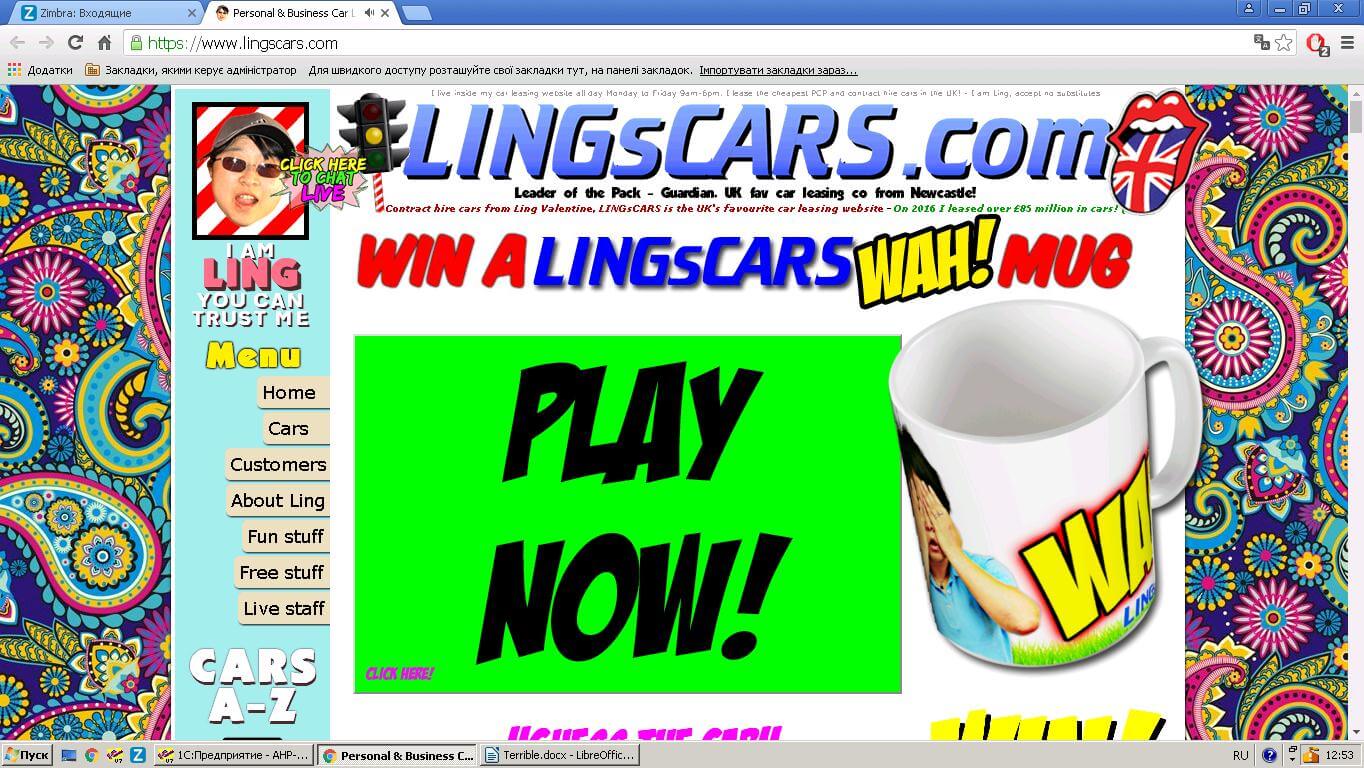 Zimbra: Входящие
Personal & Business Car L
https://www.lingscars.com
2
Додатки
Закладки, якими керує адміністратор
Для швидкого доступу розташуйте свої закладки тут, на панелі закладок.
Імпортувати закладки зараз...
I live inside my car leasing website all day Monday to Friday 9am-6pm. I lease the cheapest PCP and contract hire cars in the UK! - I am Ling, accept no substitutes
LINGsCARS.com
Leader of the Pack - Guardian. UK fav car leasing co from Newcastle!
Contract hire cars from Ling Valentine, LINGsCARS is the UK's favourite car leasing website - On 2016 I leased over £85 million in cars! (
CLICK HERE
TO CHAT
LIVE
I AM
LING
YOU CAN
TRUST ME
Menu
Home
Cars
Customers
About Ling
Fun stuff
Free stuff
Live staff
CARS
A-Z
WIN A LINGsCARS WAH! MUG
PLAY
NOW!
CLICK HERE!
WA
LING
Пуск
1С:Предприятие - АНР-...
Personal & Business C...
Terrible.docx - LibreOffic...
RU
12:53